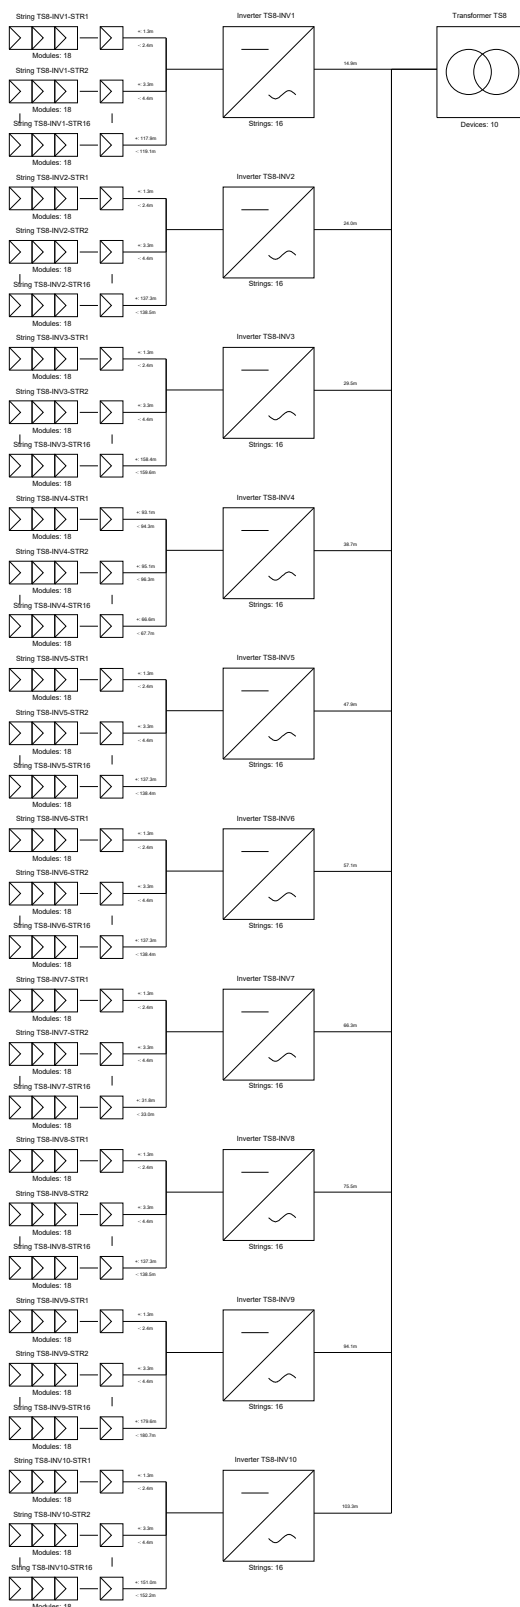 String TS8-INV1-STR1
Inverter TS8-INV1
Transformer TS8
+: 1.3m
-: 2.4m
Modules: 18
String TS8-INV1-STR2
+: 3.3m
-: 4.4m
14.9m
Modules: 18
String TS8-INV1-STR16
Strings: 16
Devices: 10
+: 117.9m
-: 119.1m
Modules: 18
String TS8-INV2-STR1
Inverter TS8-INV2
+: 1.3m
-: 2.4m
Modules: 18
String TS8-INV2-STR2
24.0m
+: 3.3m
-: 4.4m
Modules: 18
String TS8-INV2-STR16
Strings: 16
+: 137.3m
-: 138.5m
Modules: 18
String TS8-INV3-STR1
Inverter TS8-INV3
+: 1.3m
-: 2.4m
Modules: 18
String TS8-INV3-STR2
29.5m
+: 3.3m
-: 4.4m
Modules: 18
String TS8-INV3-STR16
Strings: 16
+: 158.4m
-: 159.6m
Modules: 18
String TS8-INV4-STR1
Inverter TS8-INV4
+: 93.1m
-: 94.3m
Modules: 18
String TS8-INV4-STR2
38.7m
+: 95.1m
-: 96.3m
Modules: 18
String TS8-INV4-STR16
Strings: 16
+: 66.6m
-: 67.7m
Modules: 18
String TS8-INV5-STR1
Inverter TS8-INV5
+: 1.3m
-: 2.4m
Modules: 18
String TS8-INV5-STR2
47.9m
+: 3.3m
-: 4.4m
Modules: 18
String TS8-INV5-STR16
Strings: 16
+: 137.3m
-: 138.4m
Modules: 18
String TS8-INV6-STR1
Inverter TS8-INV6
+: 1.3m
-: 2.4m
Modules: 18
String TS8-INV6-STR2
57.1m
+: 3.3m
-: 4.4m
Modules: 18
String TS8-INV6-STR16
Strings: 16
+: 137.3m
-: 138.4m
Modules: 18
String TS8-INV7-STR1
Inverter TS8-INV7
+: 1.3m
-: 2.4m
Modules: 18
String TS8-INV7-STR2
66.3m
+: 3.3m
-: 4.4m
Modules: 18
String TS8-INV7-STR16
Strings: 16
+: 31.8m
-: 33.0m
Modules: 18
String TS8-INV8-STR1
Inverter TS8-INV8
+: 1.3m
-: 2.4m
Modules: 18
String TS8-INV8-STR2
75.5m
+: 3.3m
-: 4.4m
Modules: 18
String TS8-INV8-STR16
Strings: 16
+: 137.3m
-: 138.5m
Modules: 18
String TS8-INV9-STR1
Inverter TS8-INV9
+: 1.3m
-: 2.4m
Modules: 18
String TS8-INV9-STR2
94.1m
+: 3.3m
-: 4.4m
Modules: 18
String TS8-INV9-STR16
Strings: 16
+: 179.6m
-: 180.7m
Modules: 18
String TS8-INV10-STR1
Inverter TS8-INV10
+: 1.3m
-: 2.4m
Modules: 18
String TS8-INV10-STR2
103.3m
+: 3.3m
-: 4.4m
Modules: 18
String TS8-INV10-STR16
Strings: 16
+: 151.0m
-: 152.2m
Modules: 18